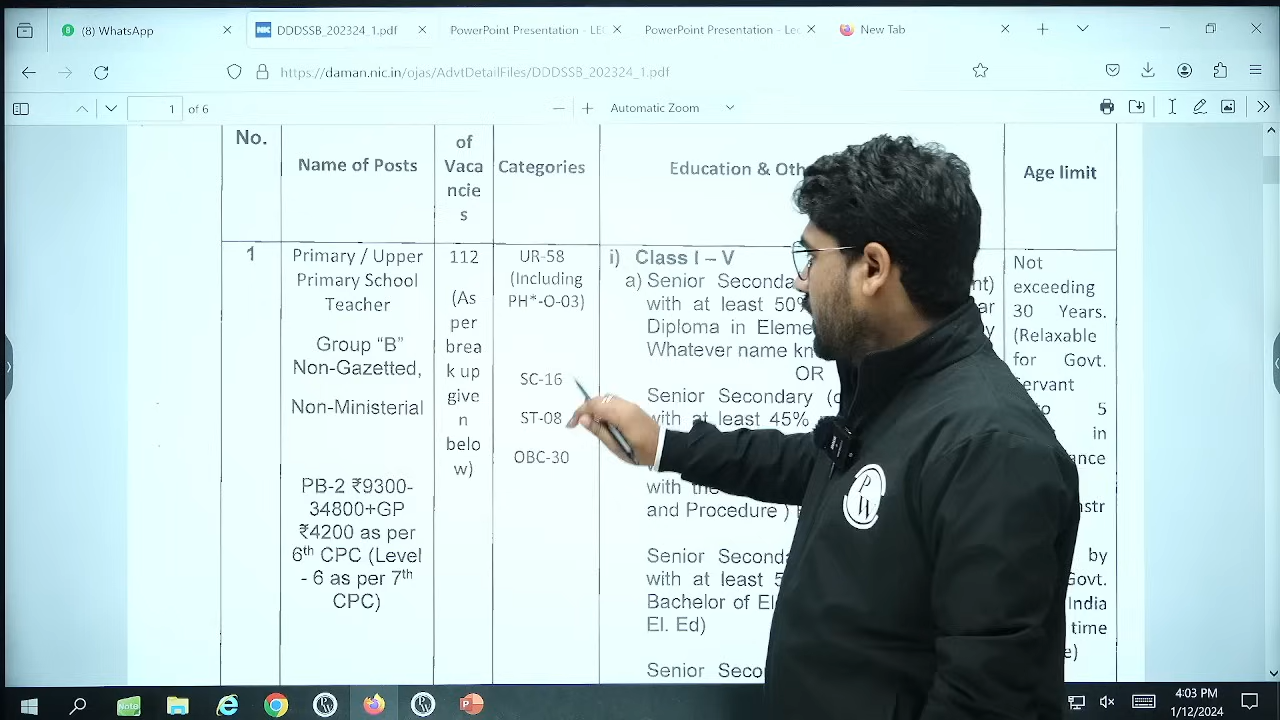 (8) WhatsApp
DDDSSB_202324_1.pdf
PowerPoint Presentation - LE
PowerPoint Presentation - Lec
New Tab
https://daman.nic.in/ojas/AdvtDetailFiles/DDDSSB_202324_1.pdf
1 of 6
Automatic Zoom
No.
Name of Posts
of
Vaca
ncie
s
Categories
Education & Oth
Age limit
1
Primary / Upper
Primary School
Teacher
Group “B”
Non-Gazetted,
Non-Ministerial
PB-2 ₹9300-
34800+GP
₹4200 as per
6th CPC (Level
- 6 as per 7th
CPC)
112
(As
per
brea
k up
give
n
belo
w)
UR-58
(Including
PH*-O-03)
SC-16
ST-08
OBC-30
i) Class I – V
a) Senior Seconda
with at least 50%
Diploma in Eleme
Whatever name kn
OR
Senior Secondary (
with at least 45%
with the
and Procedure )
Senior Seconda
with at least 5
Bachelor of El
El. Ed)
Senior Seco
Not
exceeding
30 Years.
(Relaxable
for Govt.
Servant
to 5
in
ance
nstr
by
Govt.
India
time
e)
P
W
Note
4:03 PM
1/12/2024